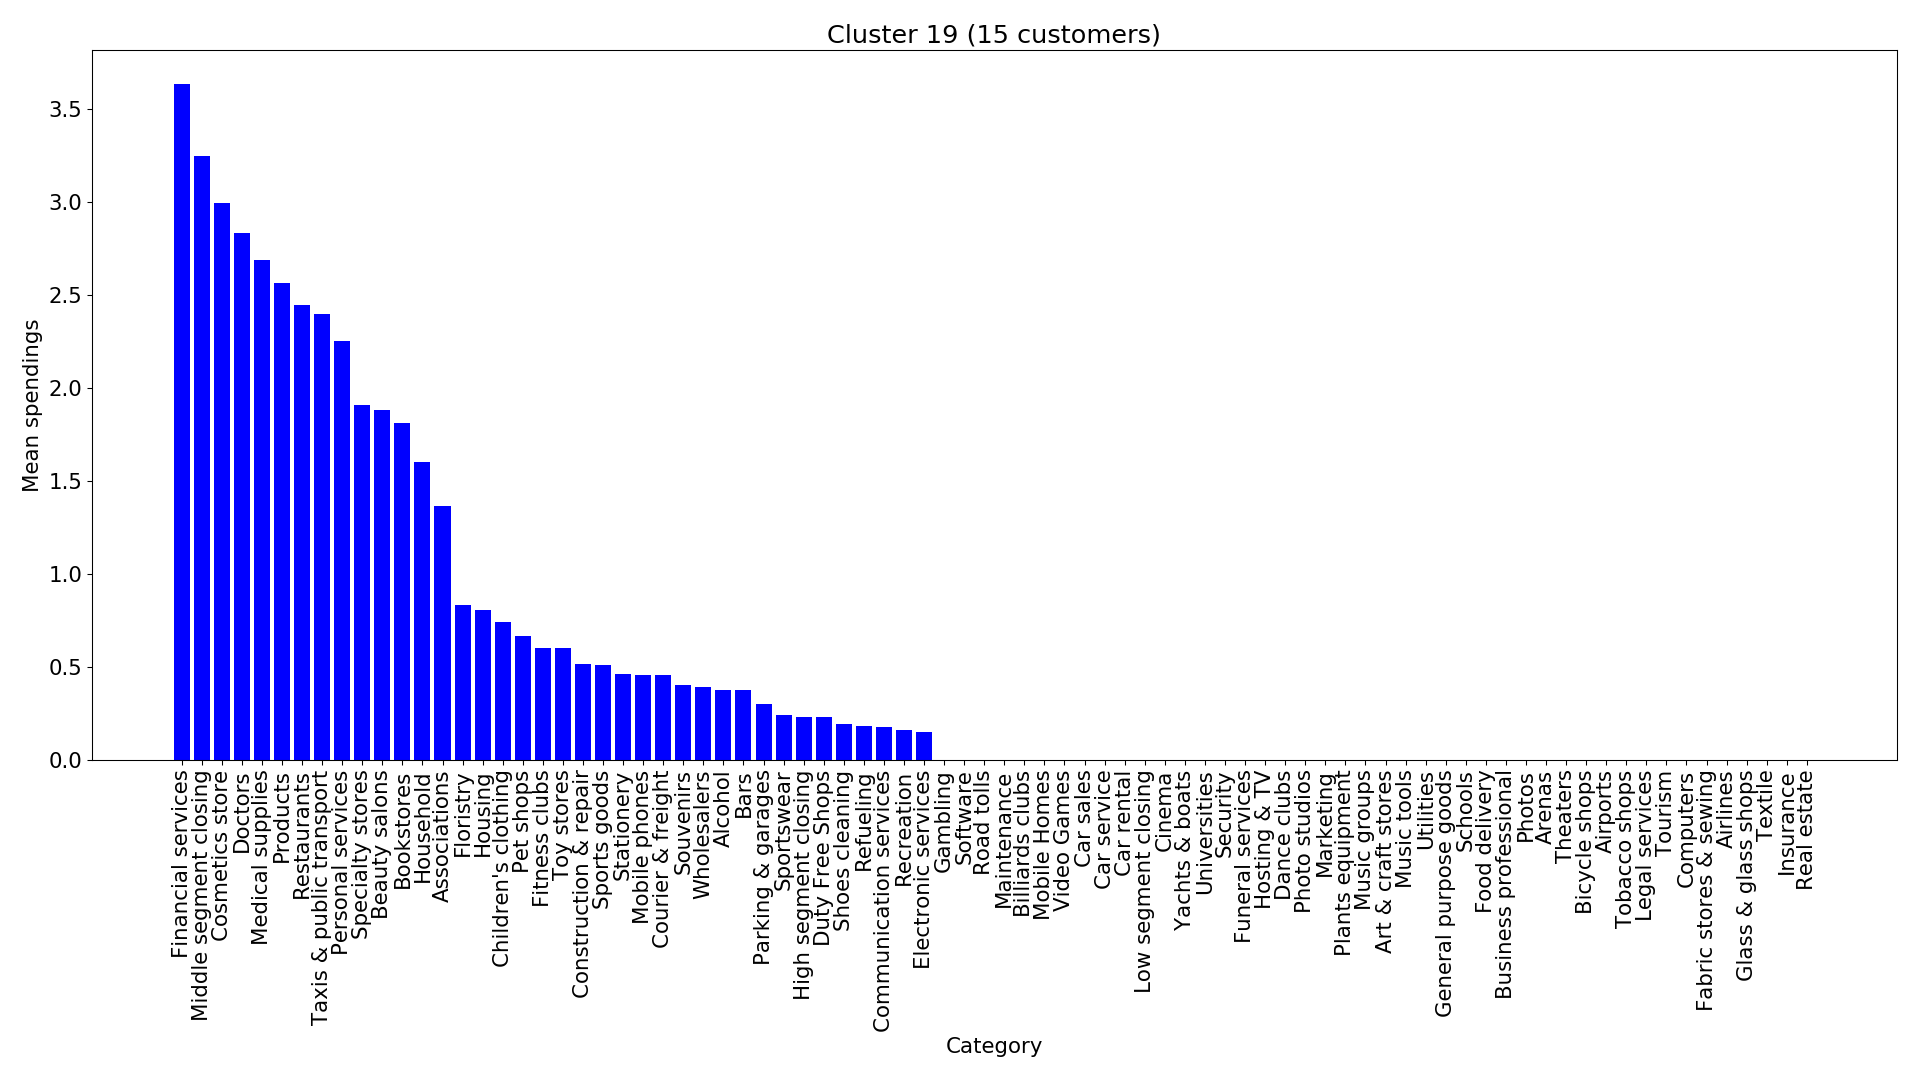 Cluster 19 (15 customers)
Mean spendings
3.5
3.0
2.5
2.0
1.5
1.0
0.5
0.0
Financial services
Middle segment closing
Cosmetics store
Doctors
Medical supplies
Products
Restaurants
Taxis & public transport
Personal services
Specialty stores
Beauty salons
Bookstores
Household
Associations
Floristry
Housing
Children's clothing
Pet shops
Fitness clubs
Toy stores
Construction & repair
Sports goods
Stationery
Mobile phones
Courier & freight
Souvenirs
Wholesalers
Alcohol
Bars
Parking & garages
Sportswear
High segment closing
Duty Free Shops
Shoes cleaning
Refueling
Communication services
Recreation
Electronic services
Gambling
Software
Road tolls
Maintenance
Billiards clubs
Mobile Homes
Video Games
Car sales
Car service
Car rental
Low segment closing
Cinema
Yachts & boats
Universities
Security
Funeral services
Hosting & TV
Dance clubs
Photo studios
Marketing
Plants equipment
Music groups
Art & craft stores
Music tools
Utilities
General purpose goods
Schools
Food delivery
Business professional
Photos
Arenas
Theaters
Bicycle shops
Airports
Tobacco shops
Legal services
Tourism
Computers
Fabric stores & sewing
Airlines
Glass & glass shops
Textile
Insurance
Real estate
Category